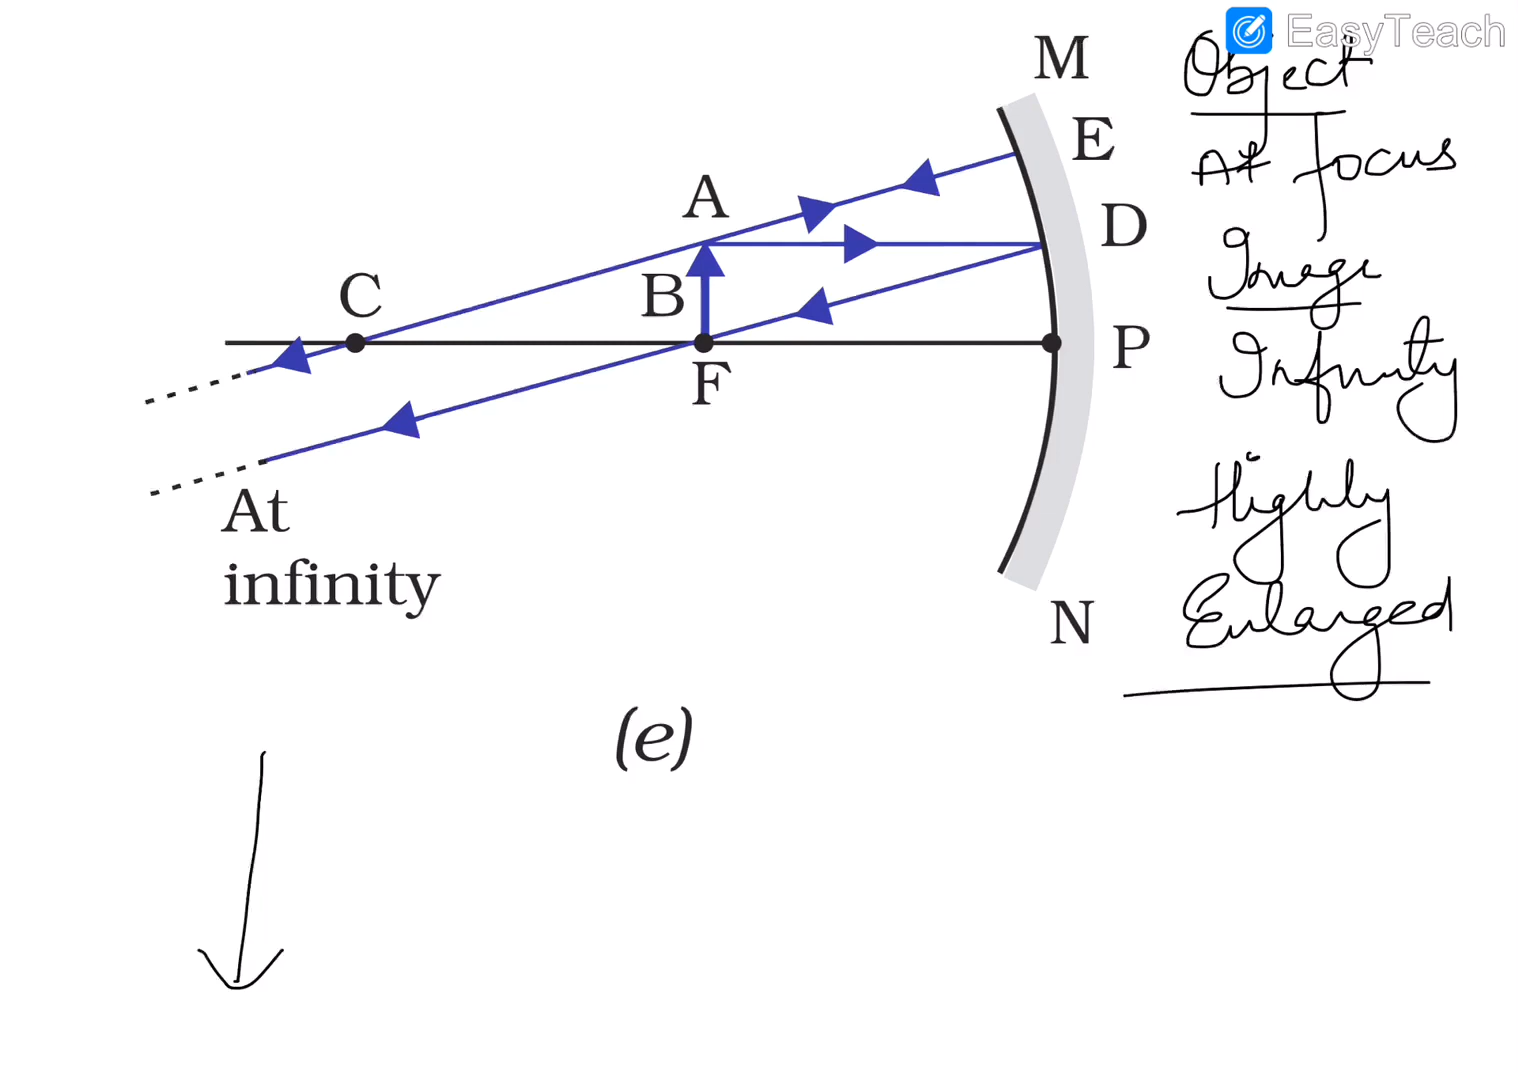 EasyTeach
M
Object
E
At focus
A
D
Image
C
B
P
Infinity
F
Highly
At
infinity
Enlarged
N
(e)